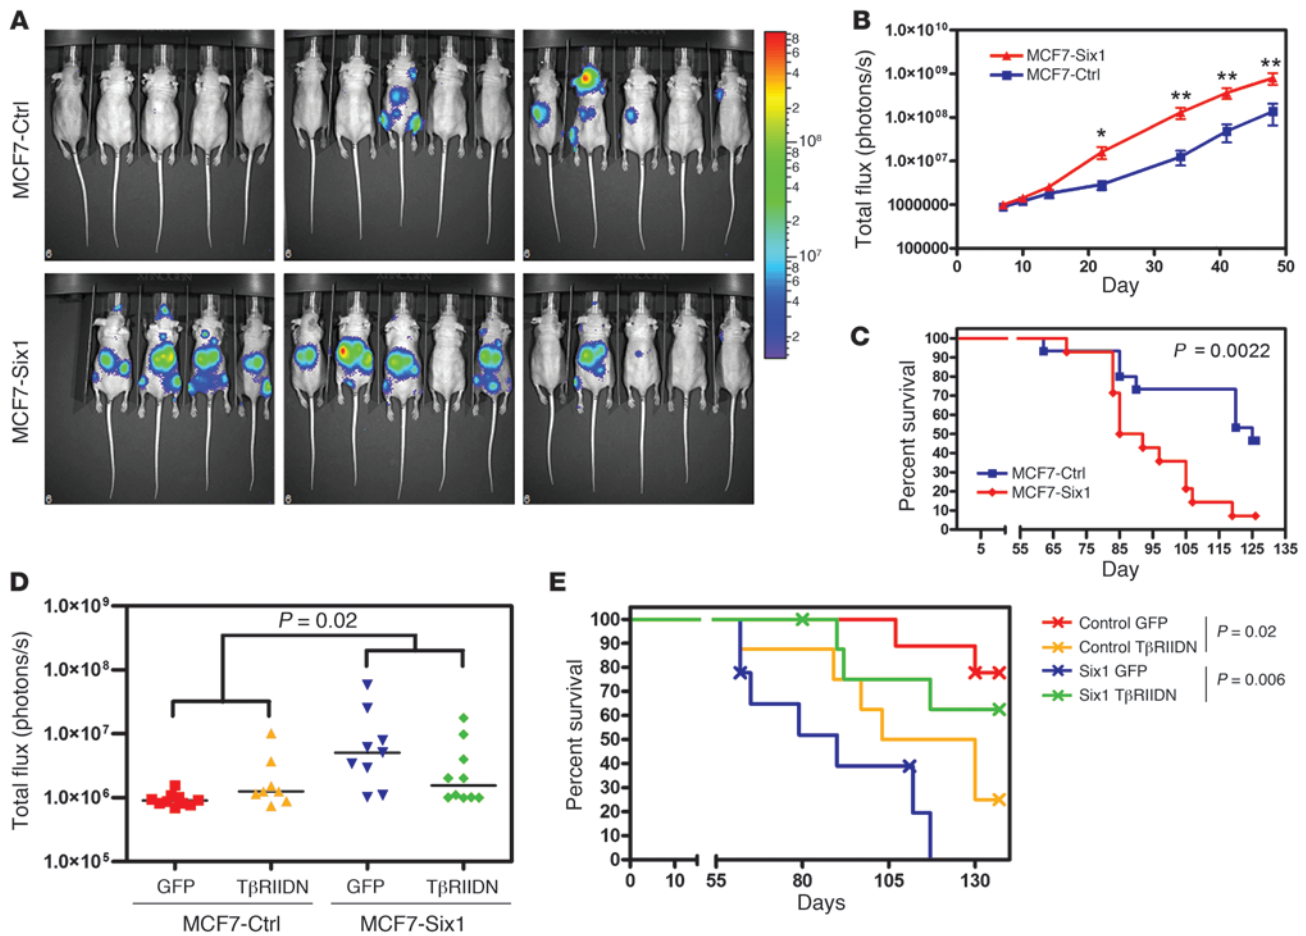 A
MCF7-Ctrl
MCF7-Six1
8
6
4
2
10⁸
8
6
4
2
10⁷
8
6
4
2
6
6
6
6
6
B
Total flux (photons/s)
1.0×10¹⁰
1.0×10⁰⁹
1.0×10⁰⁸
1.0×10⁰⁷
1000000
100000
MCF7-Six1
MCF7-Ctrl
* ** ** **
0 10 20 30 40 50
Day
C
Percent survival
100
90
80
70
60
50
40
30
20
10
0
P = 0.0022
MCF7-Ctrl
MCF7-Six1
5 55 65 75 85 95 105 115 125 135
Day
D
Total flux (photons/s)
1.0×10⁹
1.0×10⁸
1.0×10⁷
1.0×10⁶
1.0×10⁵
P = 0.02
GFP TβRIIDN GFP TβRIIDN
MCF7-Ctrl MCF7-Six1
E
Percent survival
100
90
80
70
60
50
40
30
20
10
0
0 10 55 80 105 130
Days
Control GFP
Control TβRIIDN
P = 0.02
Six1 GFP
Six1 TβRIIDN
P = 0.006